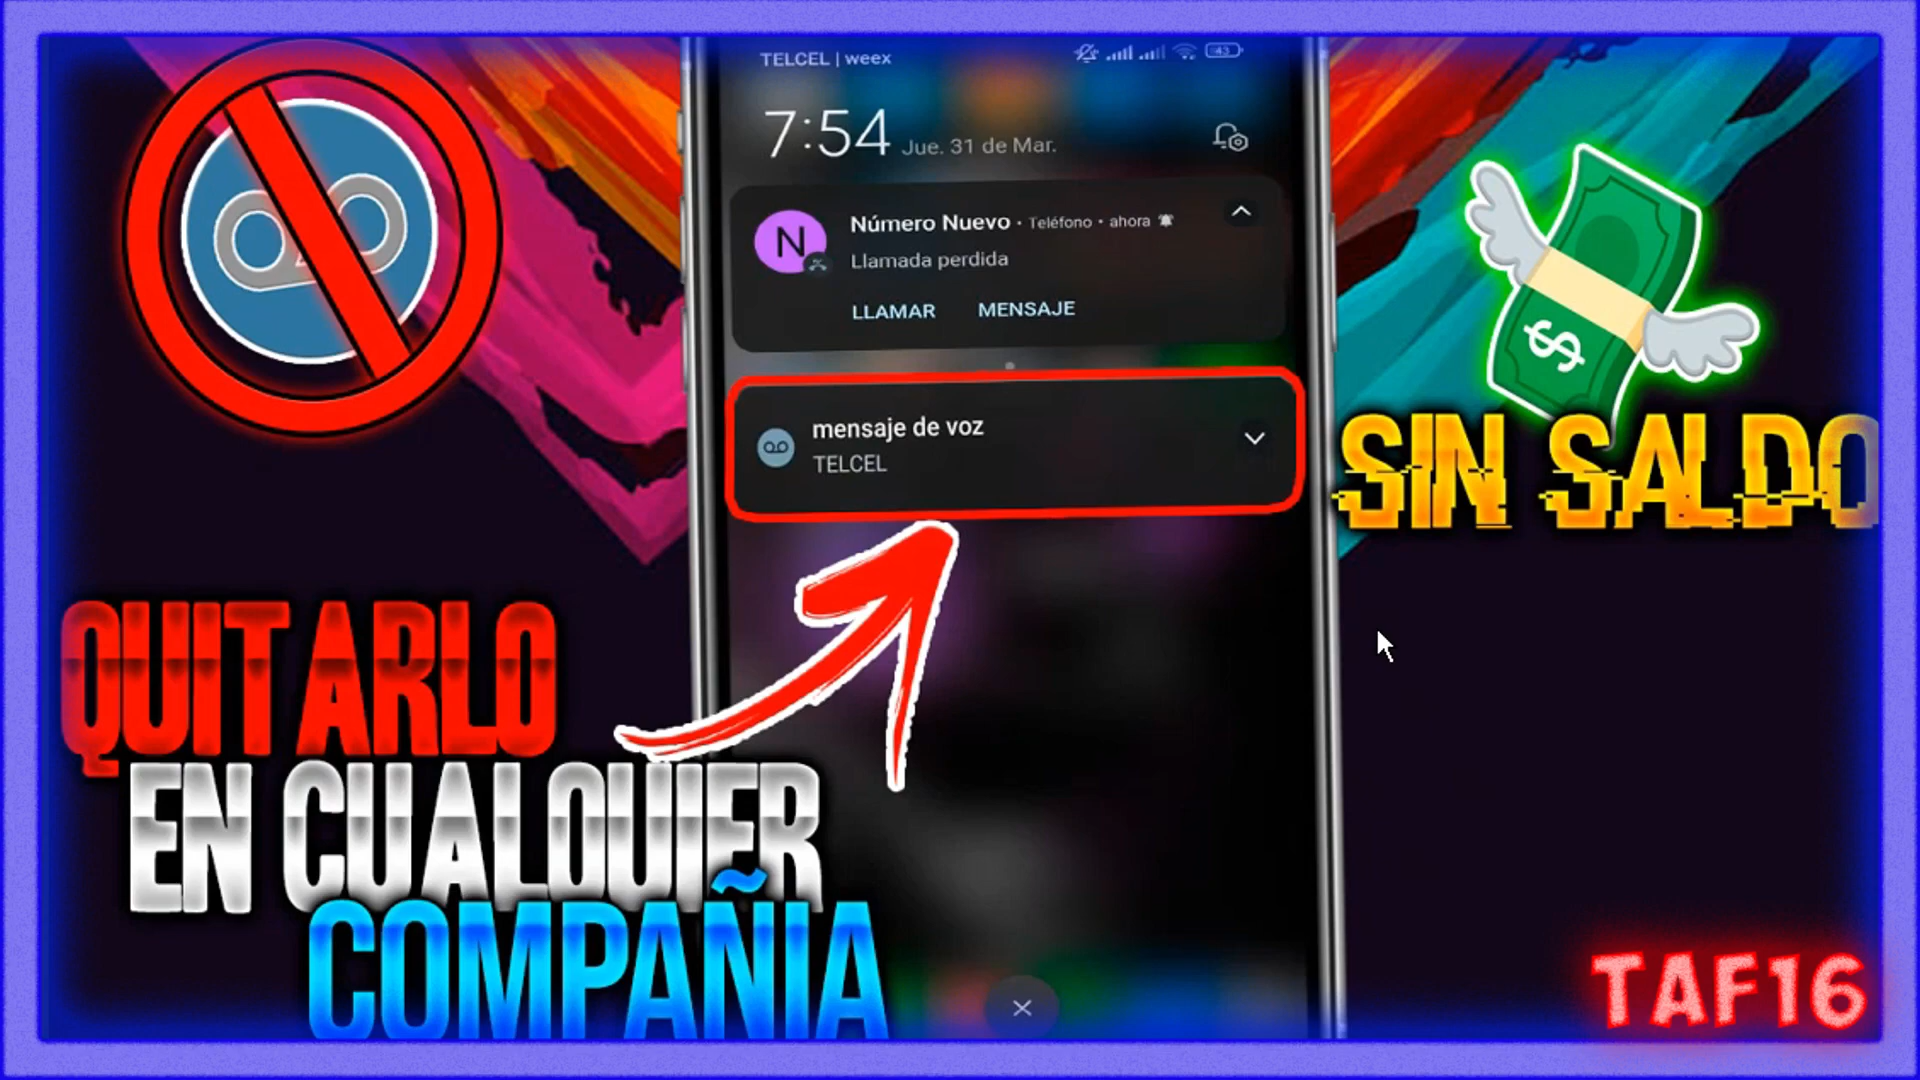 TELCEL | weex
43
7:54 Jue. 31 de Mar.
N
Número Nuevo • Teléfono • ahora
Llamada perdida
LLAMAR MENSAJE
mensaje de voz
TELCEL
$
SIN SALDO
QUITARLO
EN CUALQUIER
COMPAÑIA
TAF16